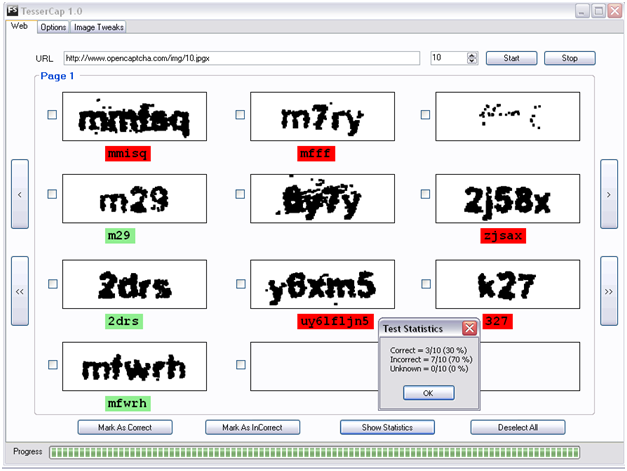 FS TesserCap 1.0
Web Options Image Tweaks
URL http://www.opencaptcha.com/img/10.jpgx 10 Start Stop
Page 1
mmfsq m7ry
mmisq mfff
m29 6y7y 2j58x
m29 zjsax
2drs y6xm5 k27
2drs uy6lfljn5 327
Test Statistics
Correct = 3/10 (30 %)
Incorrect = 7/10 (70 %)
Unknown = 0/10 (0 %)
OK
mfwrh
mfwrh
< > << >>
Mark As Correct Mark As InCorrect Show Statistics Deselect All
Progress